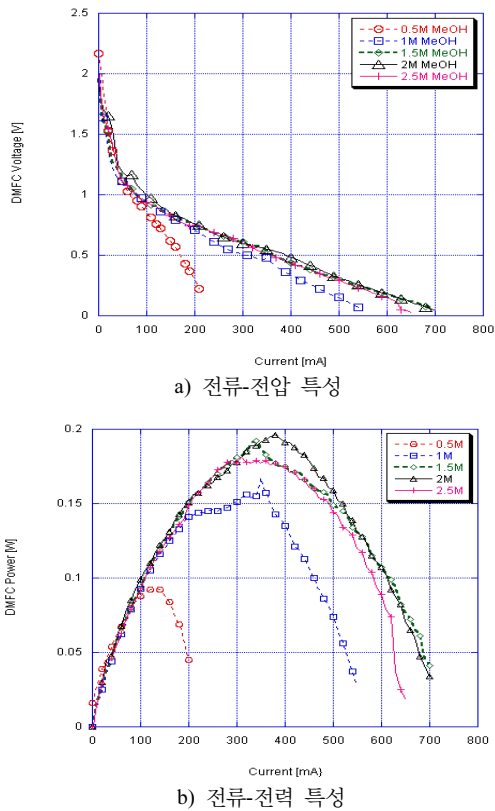 2.5
2
1.5
1
0.5
0
DMFC Voltage [V]
0.5M MeOH
1M MeOH
1.5M MeOH
2M MeOH
2.5M MeOH
0 100 200 300 400 500 600 700
Current [mA]
a) 전류-전압 특성
0.2
0.15
0.1
0.05
0
DMFC Power [W]
0.5M
1M
1.5M
2M
2.5M
0 100 200 300 400 500 600 700 800
Current [mA}
b) 전류-전력 특성